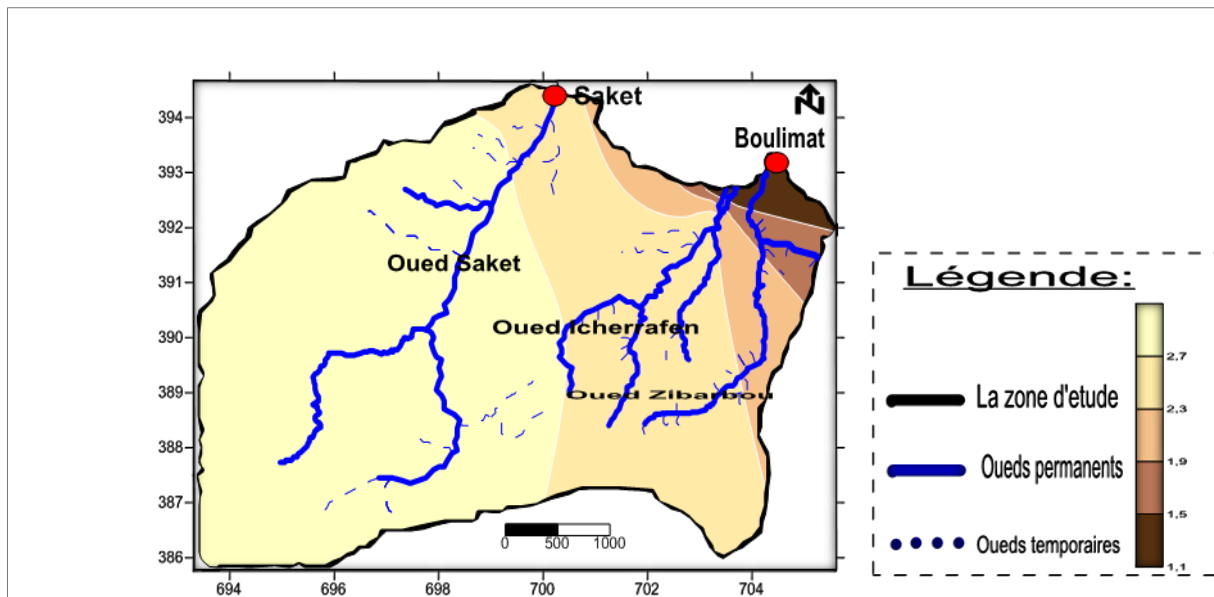 Saket
N
Boulimat
394
393
392
391
390
389
388
387
386
Oued Saket
Oued Icherrafen
Oued Zibarbou
0 500 1000
694 696 698 700 702 704
Légende:
La zone d'etude
Oueds permanents
Oueds temporaires
2,7
2,3
1,9
1,5
1,1